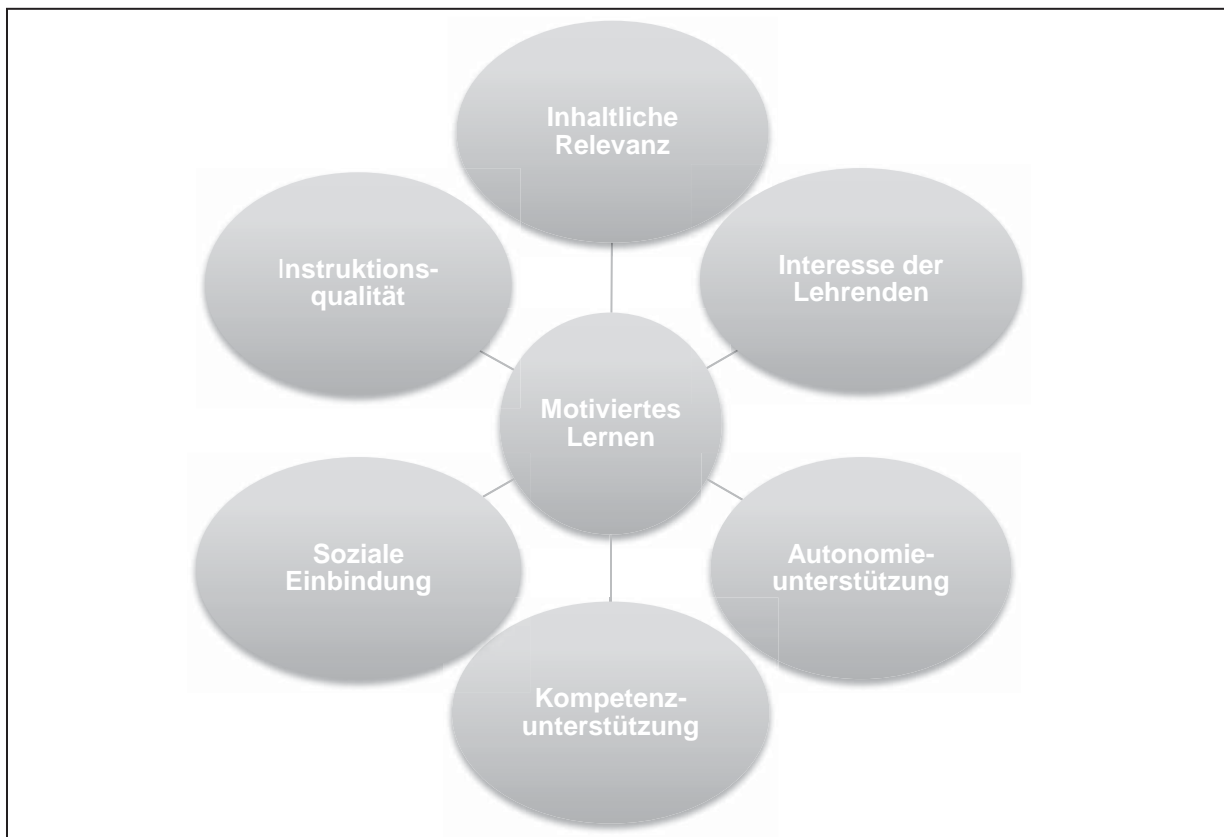 Inhaltliche
Relevanz
Interesse der
Lehrenden
Autonomie-
unterstützung
Kompetenz-
unterstützung
Soziale
Einbindung
Instruktions-
qualität
Motiviertes
Lernen